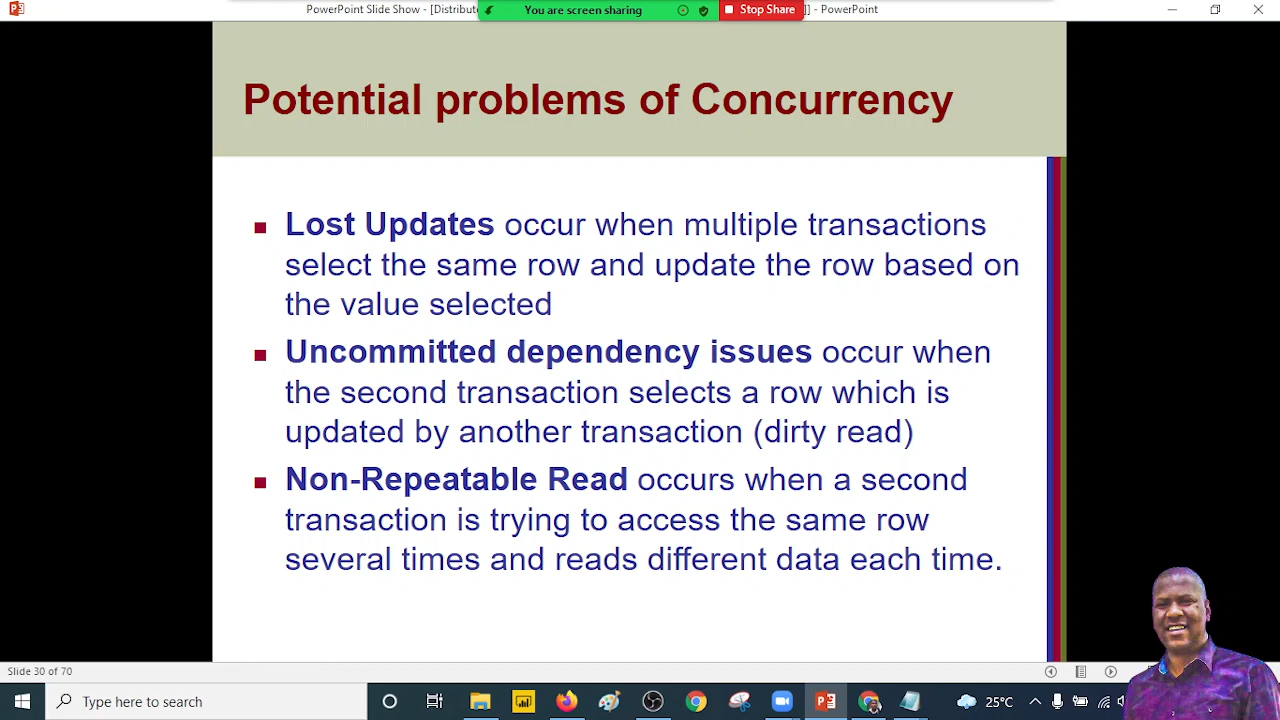 PowerPoint Slide Show - [Distribut
You are screen sharing
Stop Share
]] - PowerPoint
Potential problems of Concurrency
Lost Updates occur when multiple transactions
select the same row and update the row based on
the value selected
Uncommitted dependency issues occur when
the second transaction selects a row which is
updated by another transaction (dirty read)
Non-Repeatable Read occurs when a second
transaction is trying to access the same row
several times and reads different data each time.
Slide 30 of 70
Type here to search
25°C